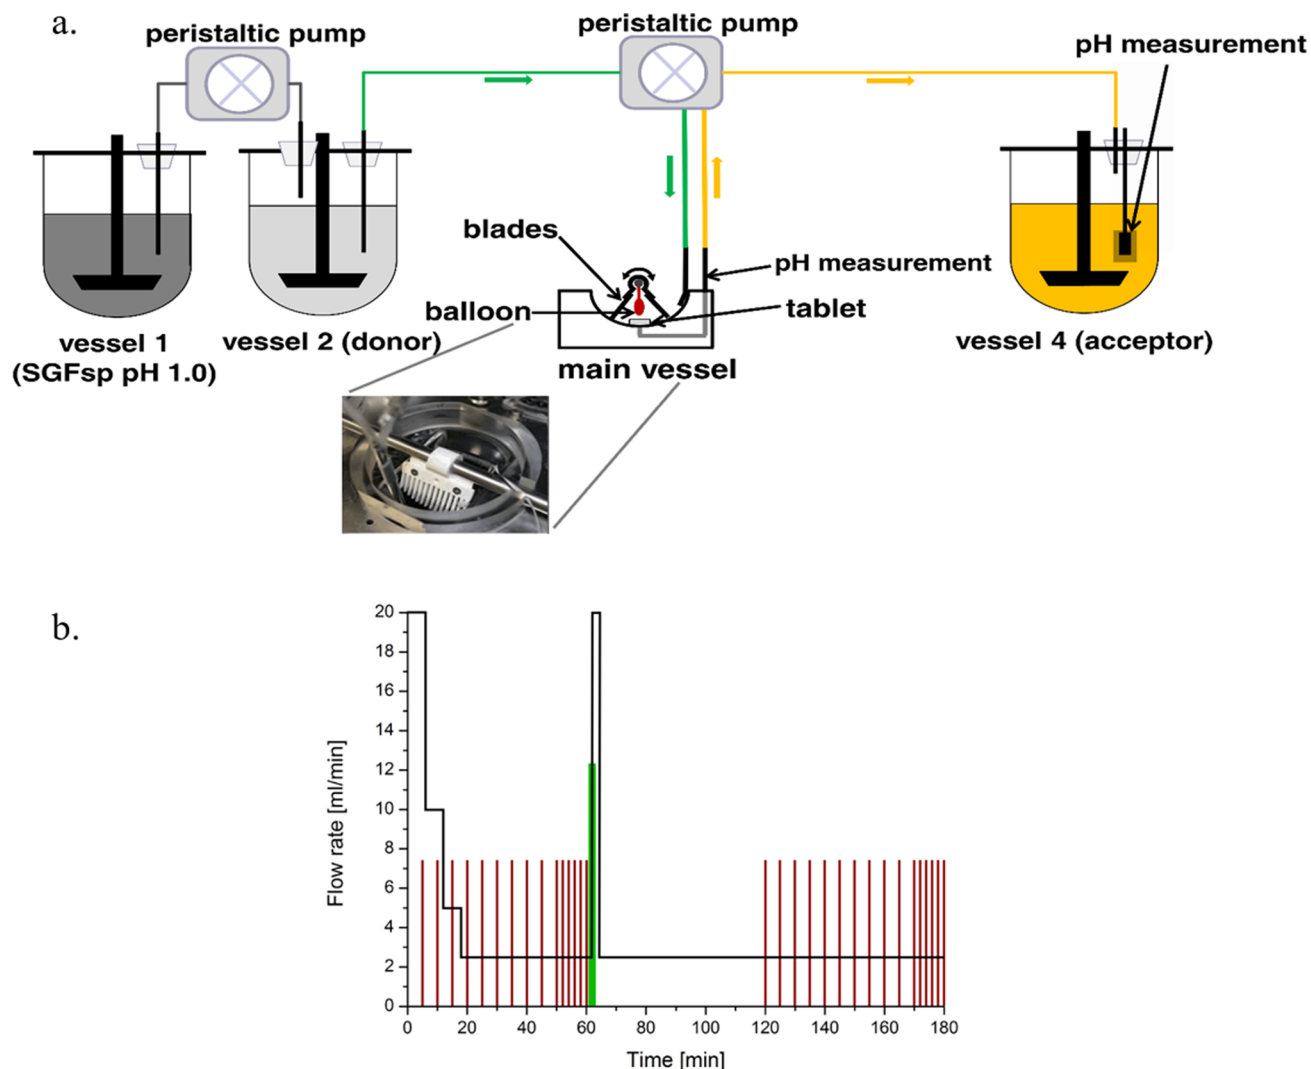 a.
peristaltic pump
peristaltic pump
pH measurement
blades
pH measurement
balloon
tablet
vessel 1
(SGFsp pH 1.0)
vessel 2 (donor)
main vessel
vessel 4 (acceptor)
b.
Flow rate [ml/min]
20
18
16
14
12
10
8
6
4
2
0
0 20 40 60 80 100 120 140 160 180
Time [min]